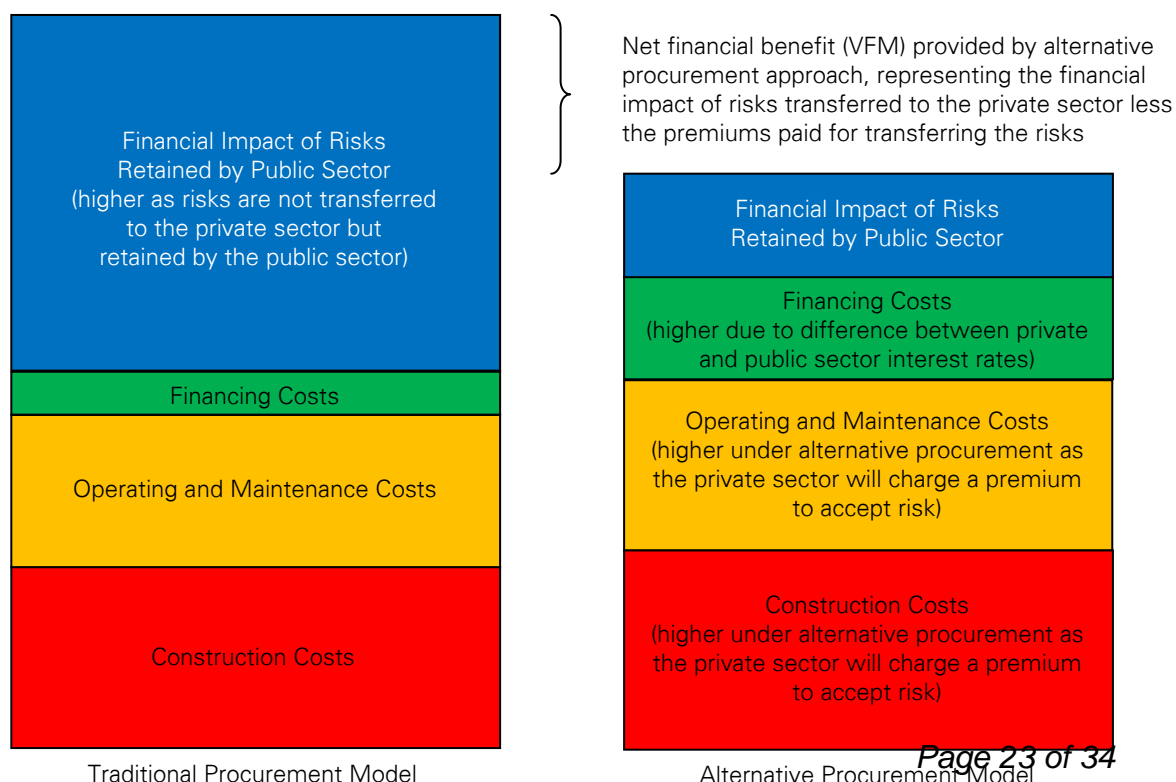 Financial Impact of Risks
Retained by Public Sector
(higher as risks are not transferred
to the private sector but
retained by the public sector)
Financing Costs
Operating and Maintenance Costs
Construction Costs
Traditional Procurement Model
Net financial benefit (VFM) provided by alternative
procurement approach, representing the financial
impact of risks transferred to the private sector less
the premiums paid for transferring the risks
Financial Impact of Risks
Retained by Public Sector
Financing Costs
(higher due to difference between private
and public sector interest rates)
Operating and Maintenance Costs
(higher under alternative procurement as
the private sector will charge a premium
to accept risk)
Construction Costs
(higher under alternative procurement as
the private sector will charge a premium
to accept risk)
Page 23 of 34
Alternative Procurement Model